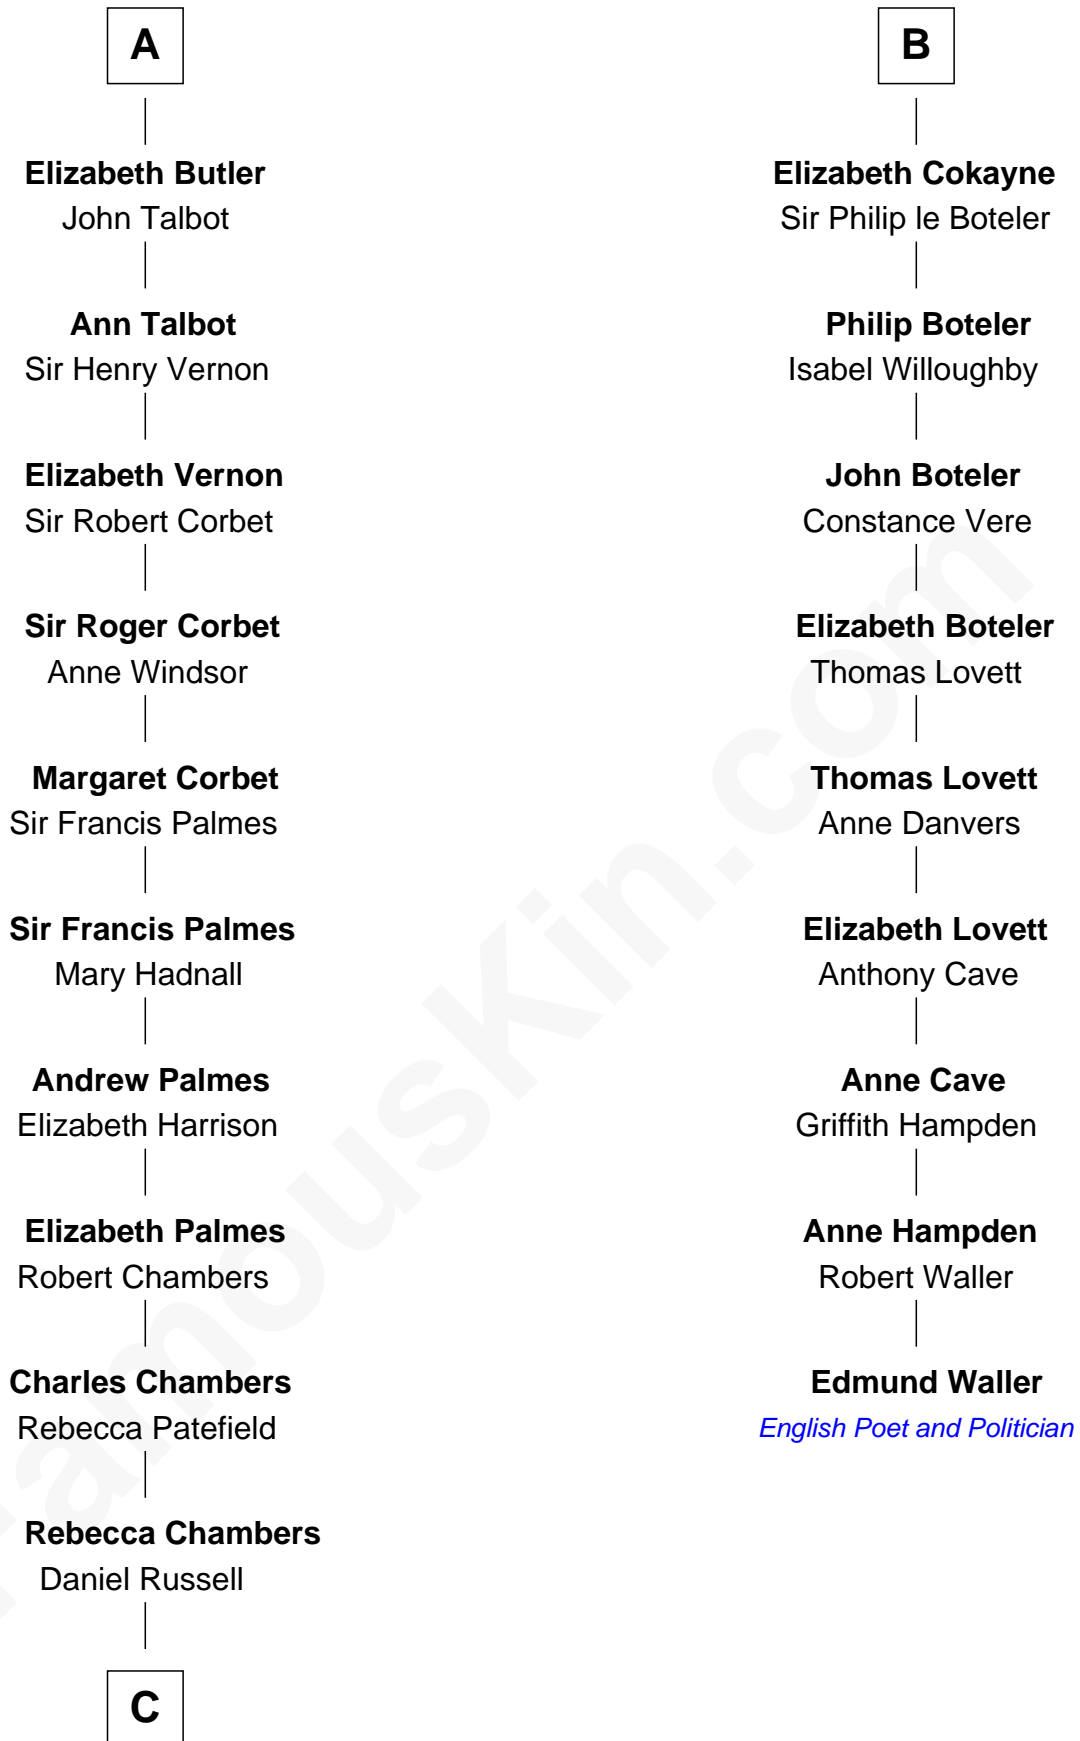 A
Elizabeth Butler
John Talbot
Ann Talbot
Sir Henry Vernon
Elizabeth Vernon
Sir Robert Corbet
Sir Roger Corbet
Anne Windsor
Margaret Corbet
Sir Francis Palmes
Sir Francis Palmes
Mary Hadnall
Andrew Palmes
Elizabeth Harrison
Elizabeth Palmes
Robert Chambers
Charles Chambers
Rebecca Patefield
Rebecca Chambers
Daniel Russell
C
B
Elizabeth Cokayne
Sir Philip le Boteler
Philip Boteler
Isabel Willoughby
John Boteler
Constance Vere
Elizabeth Boteler
Thomas Lovett
Thomas Lovett
Anne Danvers
Elizabeth Lovett
Anthony Cave
Anne Cave
Griffith Hampden
Anne Hampden
Robert Waller
Edmund Waller
English Poet and Politician
FamousKin.com